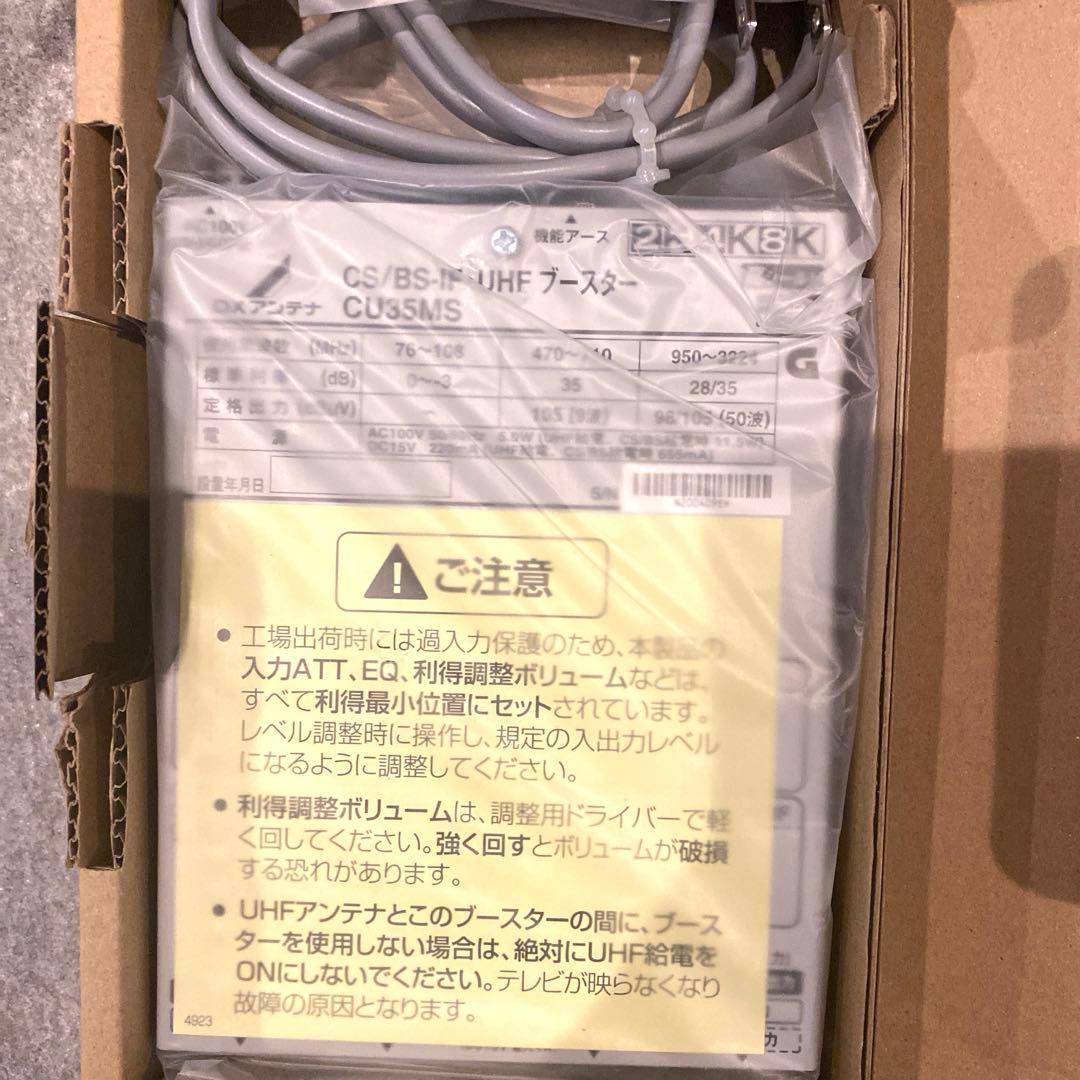 機能アース
2K4K8K
CS/BS-IF・UHF ブースター
DXアンテナ CU35MS
(MHz) 76〜108 470〜710 950〜3224
(dB) 0〜-3 35 28/35
定格出力 105 (9波) 98/105 (50波)
電源
設置年月日
S/N
ご注意
● 工場出荷時には過入力保護のため、本製品の
入力ATT、EQ、利得調整ボリュームなどは、
すべて利得最小位置にセットされています。
レベル調整時に操作し、規定の入出力レベル
になるように調整してください。
● 利得調整ボリュームは、調整用ドライバーで軽
く回してください。強く回すとボリュームが破損
する恐れがあります。
● UHFアンテナとこのブースターの間に、ブース
ターを使用しない場合は、絶対にUHF給電を
ONにしないでください。テレビが映らなくなり
故障の原因となります。
4923
力